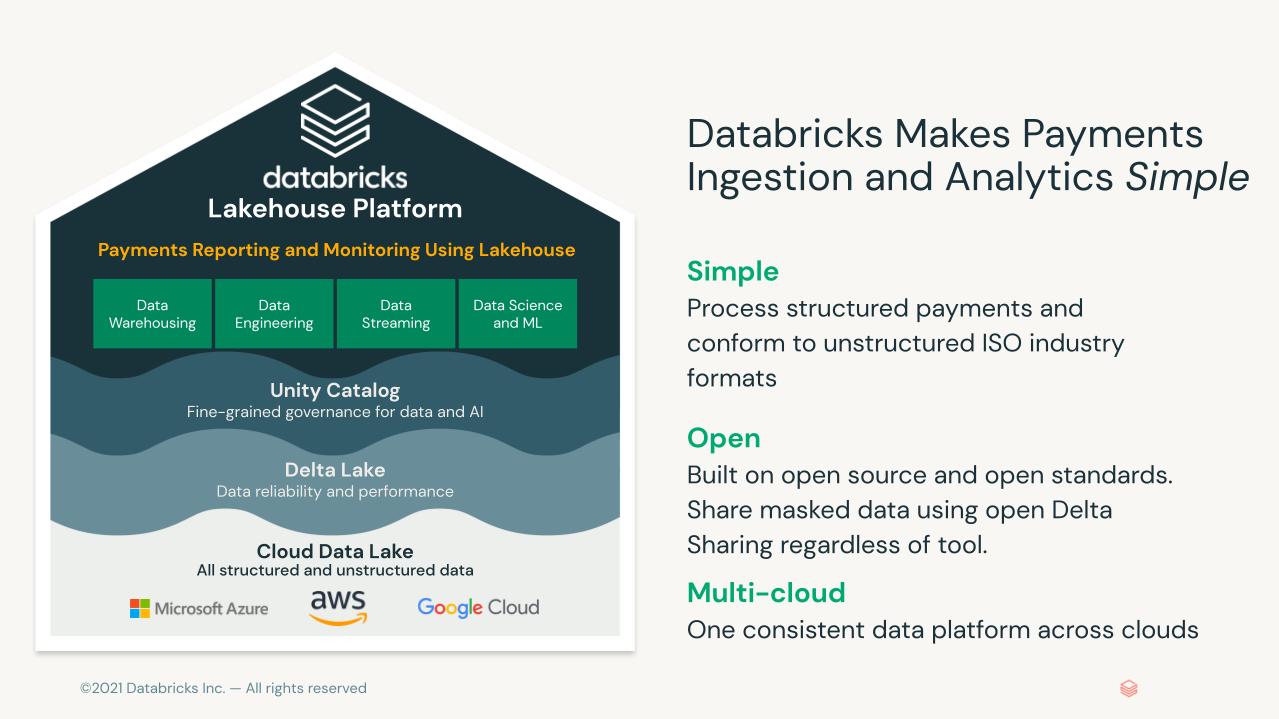 databricks
Lakehouse Platform
Payments Reporting and Monitoring Using Lakehouse
Data
Warehousing
Data
Engineering
Data
Streaming
Data Science
and ML
Unity Catalog
Fine-grained governance for data and AI
Delta Lake
Data reliability and performance
Cloud Data Lake
All structured and unstructured data
Microsoft Azure
aws
Google Cloud
Databricks Makes Payments
Ingestion and Analytics Simple
Simple
Process structured payments and
conform to unstructured ISO industry
formats
Open
Built on open source and open standards.
Share masked data using open Delta
Sharing regardless of tool.
Multi-cloud
One consistent data platform across clouds
©2021 Databricks Inc. — All rights reserved